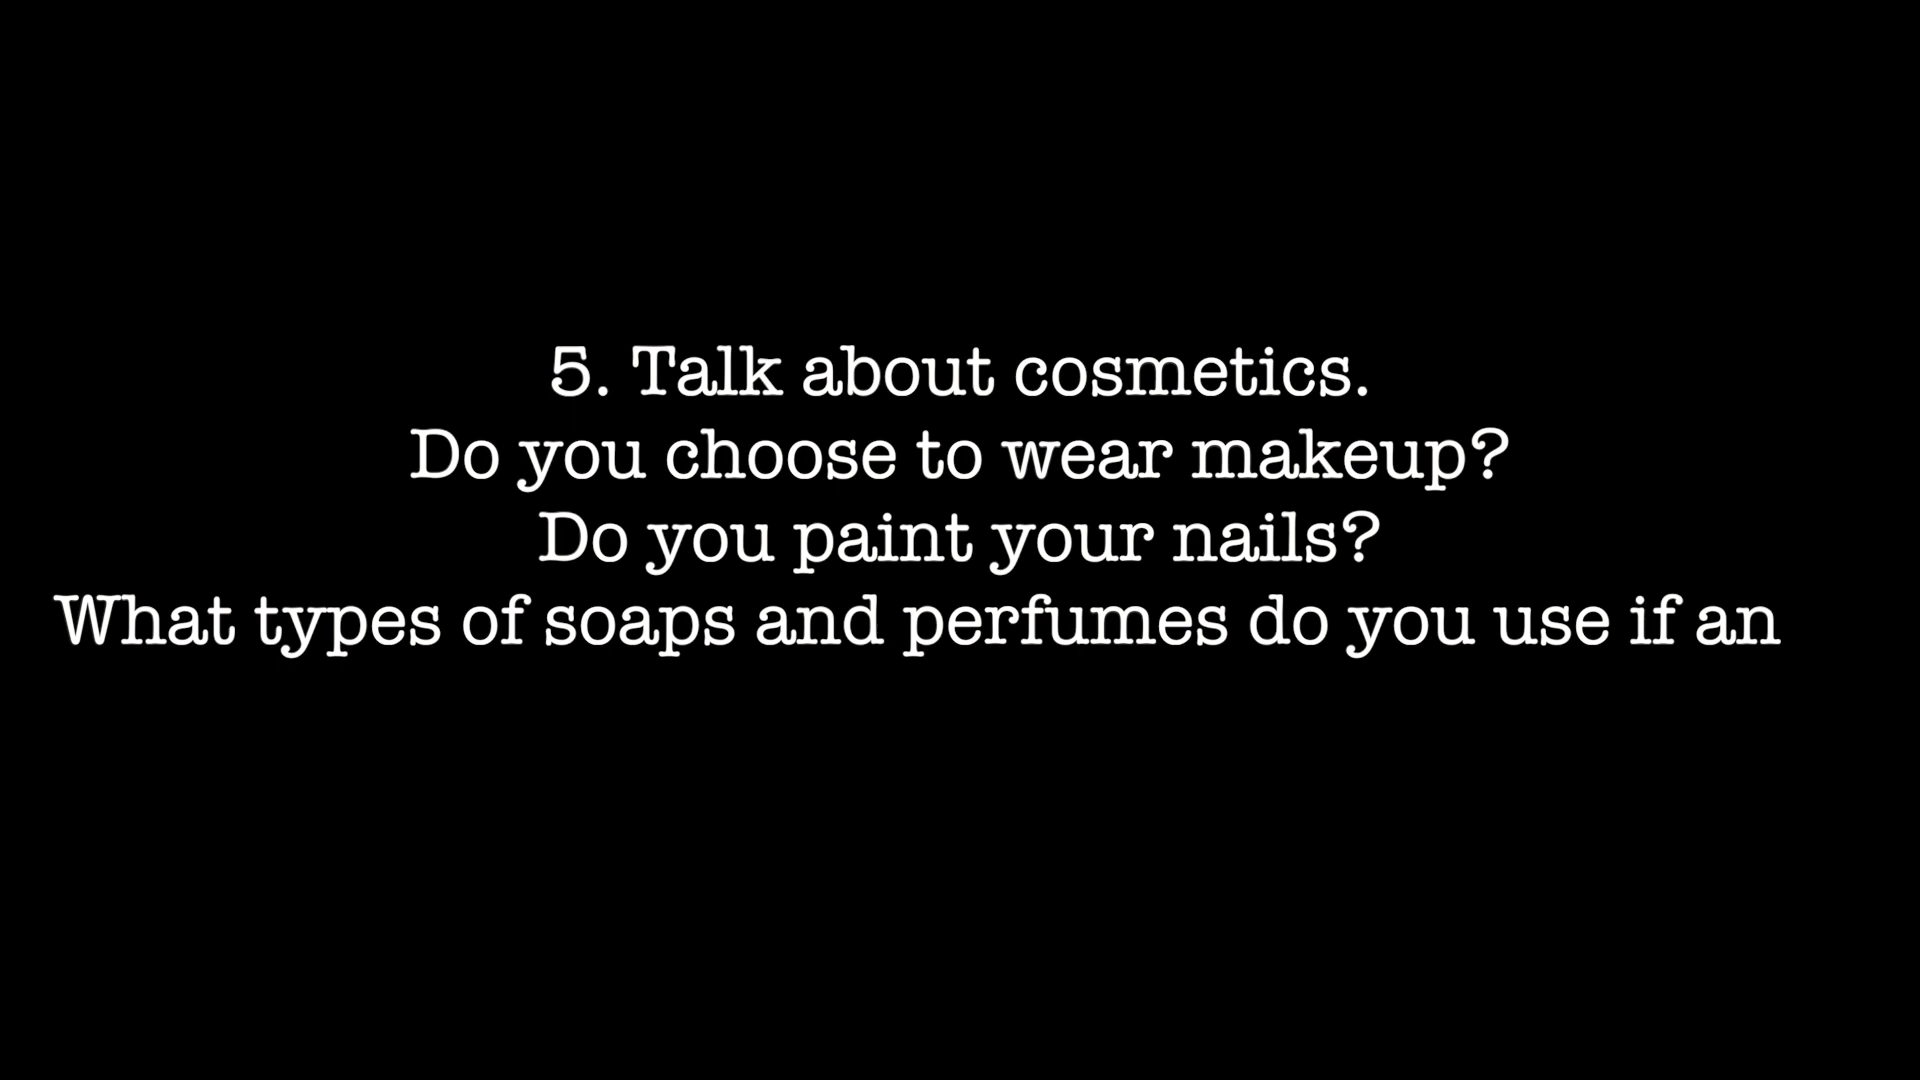 5. Talk about cosmetics.
Do you choose to wear makeup?
Do you paint your nails?
What types of soaps and perfumes do you use if an